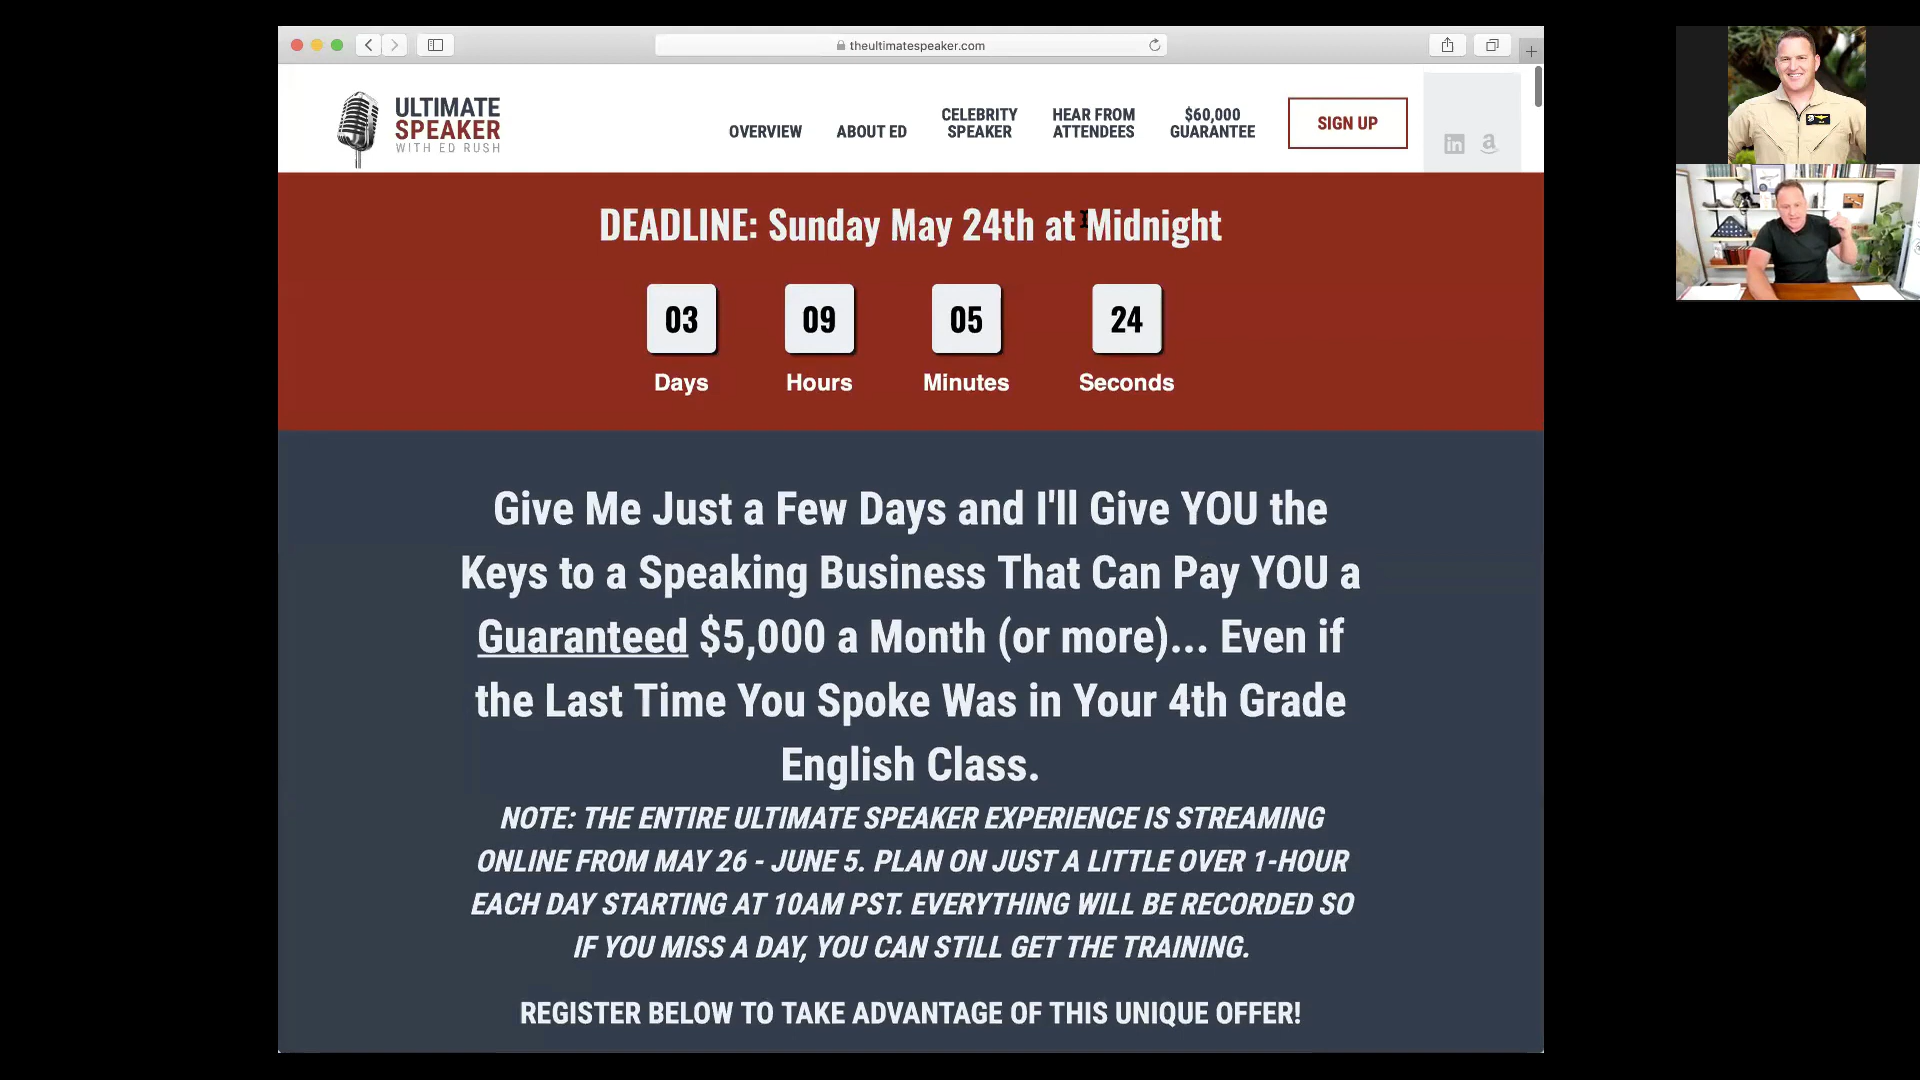 theultimatespeaker.com
ULTIMATE
SPEAKER
WITH ED RUSH
OVERVIEW
ABOUT ED
CELEBRITY
SPEAKER
HEAR FROM
ATTENDEES
$60,000
GUARANTEE
SIGN UP
in
a
DEADLINE: Sunday May 24th at Midnight
03 09 05 24
Days Hours Minutes Seconds
Give Me Just a Few Days and I'll Give YOU the
Keys to a Speaking Business That Can Pay YOU a
Guaranteed $5,000 a Month (or more)... Even if
the Last Time You Spoke Was in Your 4th Grade
English Class.
NOTE: THE ENTIRE ULTIMATE SPEAKER EXPERIENCE IS STREAMING
ONLINE FROM MAY 26 - JUNE 5. PLAN ON JUST A LITTLE OVER 1-HOUR
EACH DAY STARTING AT 10AM PST. EVERYTHING WILL BE RECORDED SO
IF YOU MISS A DAY, YOU CAN STILL GET THE TRAINING.
REGISTER BELOW TO TAKE ADVANTAGE OF THIS UNIQUE OFFER!